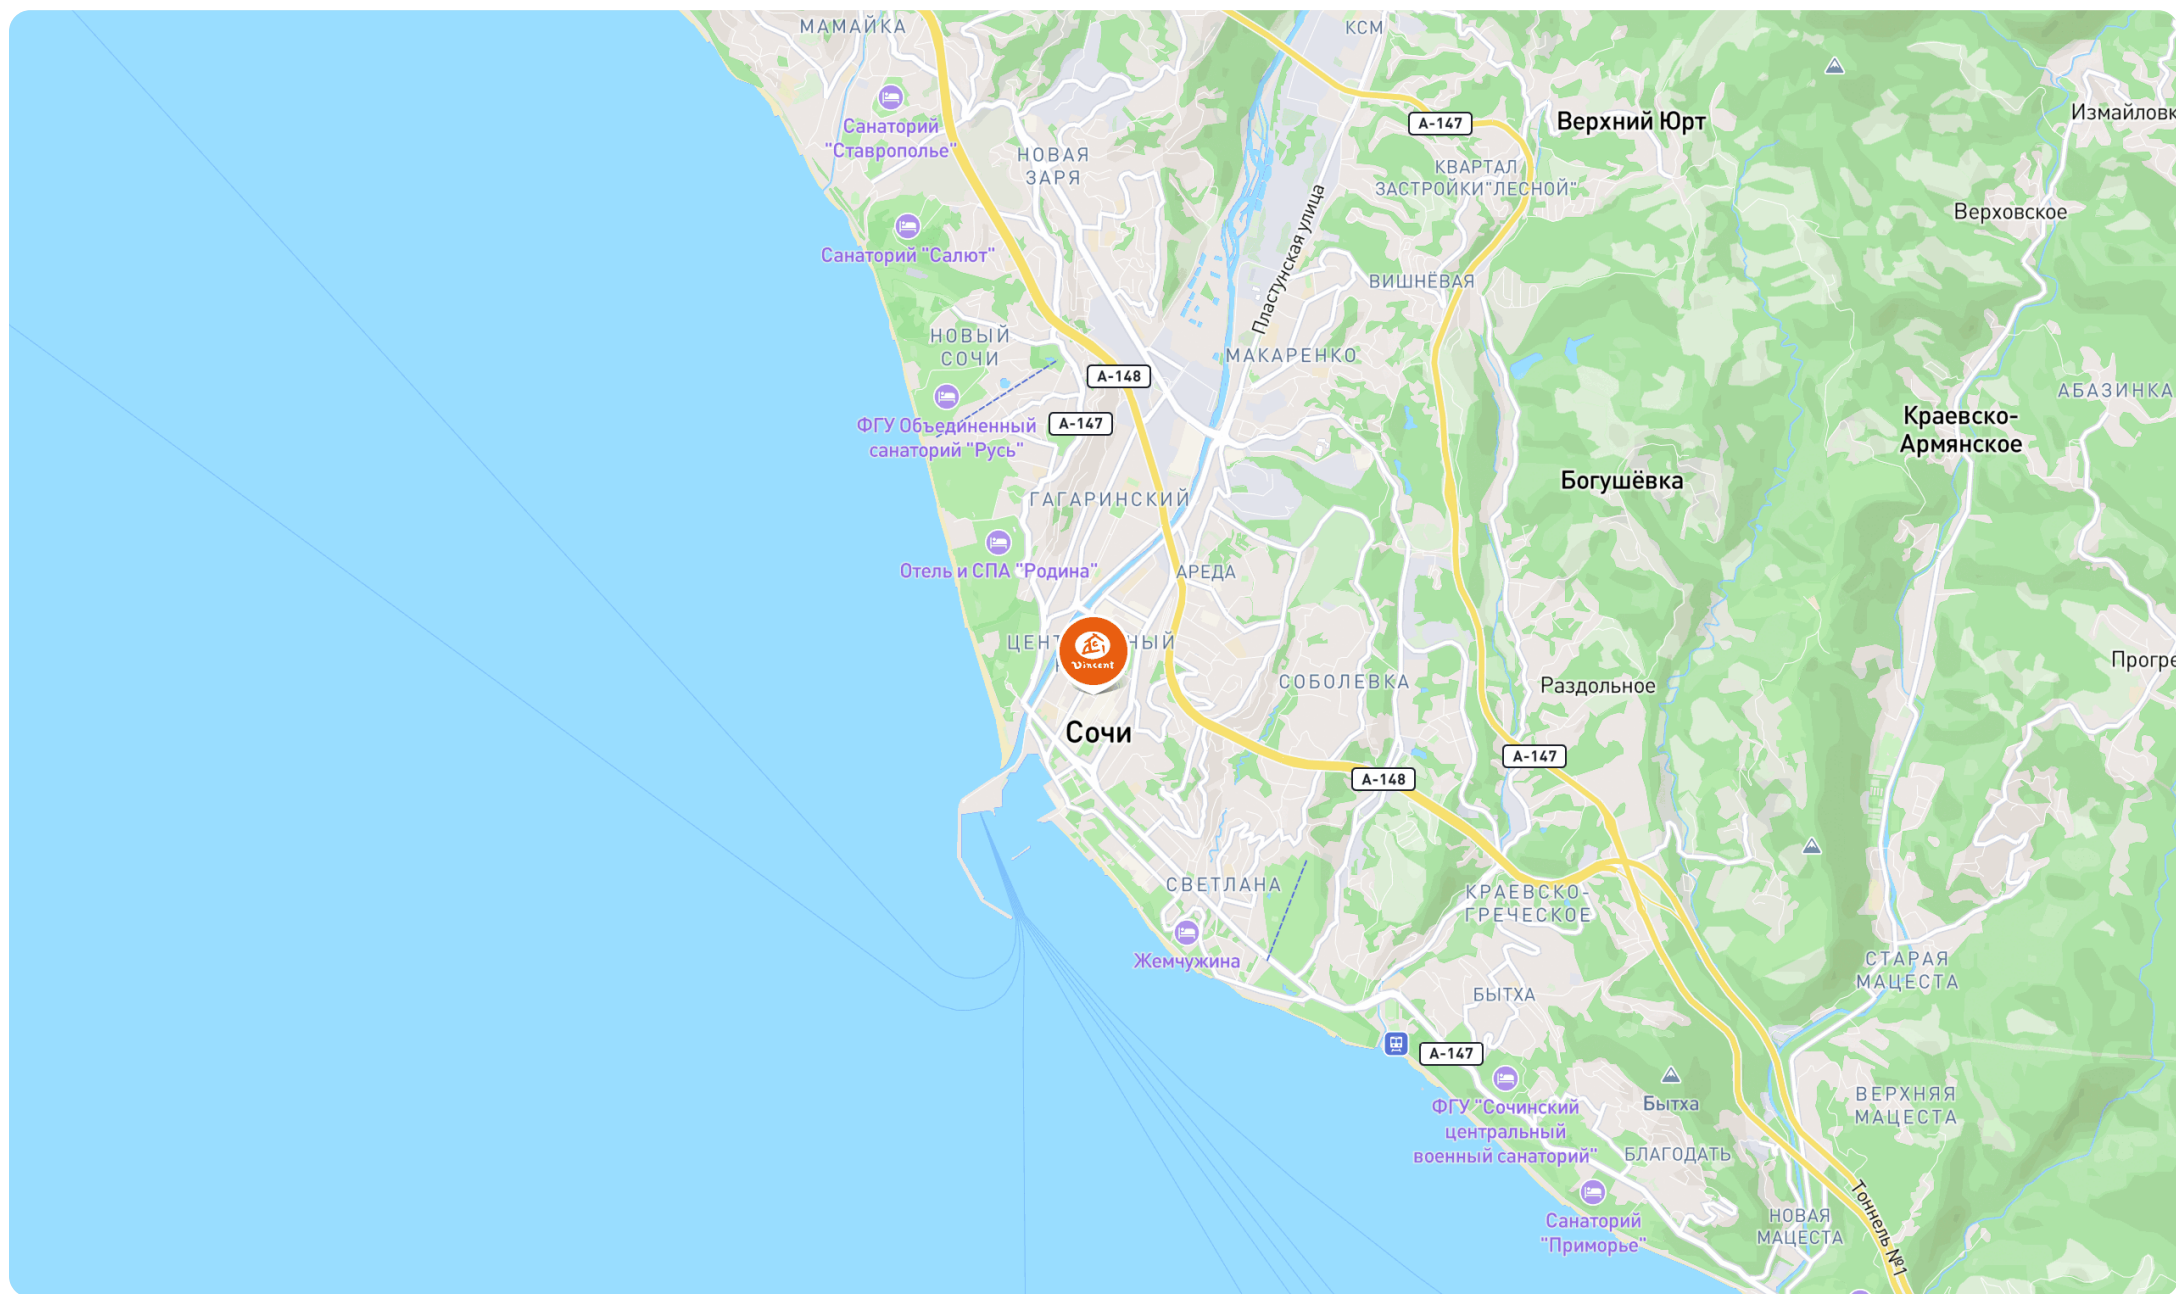 МАМАЙКА
КСМ
Санаторий
"Ставрополье"
НОВАЯ
ЗАРЯ
А-147
Верхний Юрт
Измайловк
КВАРТАЛ
ЗАСТРОЙКИ"ЛЕСНОЙ"
Верховское
Санаторий "Салют"
Пластунская улица
ВИШНЁВАЯ
НОВЫЙ
СОЧИ
МАКАРЕНКО
А-148
АБАЗИНКА
ФГУ Объединенный
санаторий "Русь"
А-147
Краевско-
Армянское
Богушёвка
ГАГАРИНСКИЙ
Отель и СПА "Родина"
АРЕДА
ЦЕНТ
НЫЙ
Vincent
СОБОЛЕВКА
Раздольное
Прогре
Сочи
А-148
А-147
СВЕТЛАНА
КРАЕВСКО-
ГРЕЧЕСКОЕ
Жемчужина
БЫТХА
СТАРАЯ
МАЦЕСТА
А-147
ФГУ "Сочинский
центральный
военный санаторий"
Бытха
ВЕРХНЯЯ
МАЦЕСТА
БЛАГОДАТЬ
Санаторий
"Приморье"
НОВАЯ
МАЦЕСТА
Тоннель №1